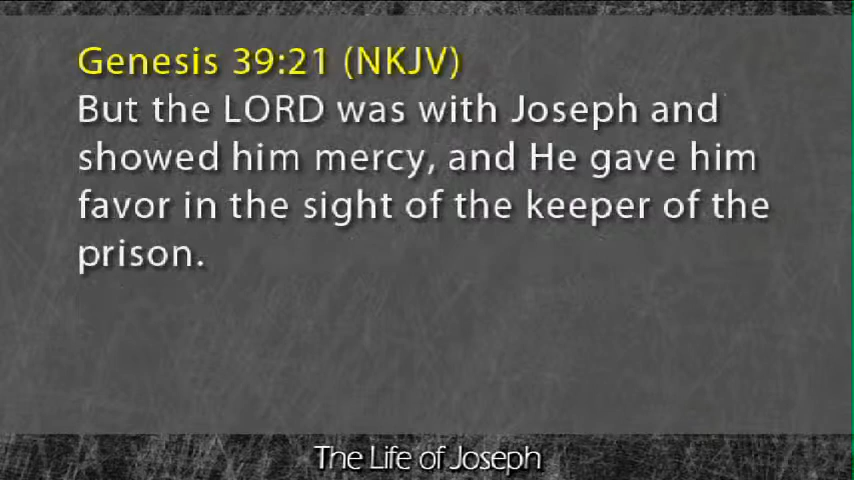 Genesis 39:21 (NKJV)
But the LORD was with Joseph and
showed him mercy, and He gave him
favor in the sight of the keeper of the
prison.
The Life of Joseph